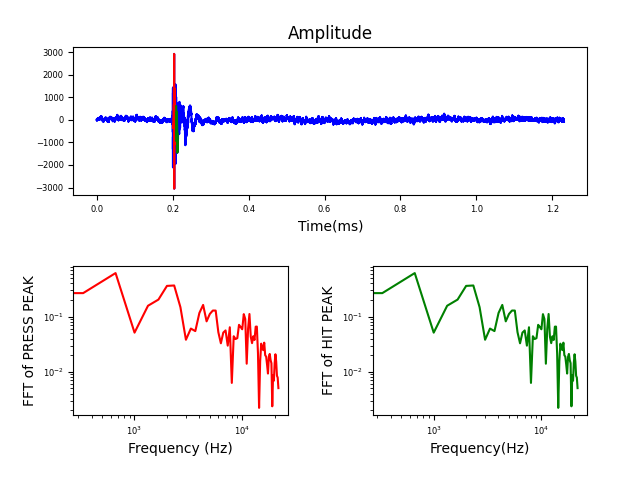 Amplitude
3000
2000
1000
0
−1000
−2000
−3000
0.0 0.2 0.4 0.6 0.8 1.0 1.2
Time(ms)
FFT of PRESS PEAK
10⁻¹
10⁻²
10³ 10⁴
Frequency (Hz)
FFT of HIT PEAK
10⁻¹
10⁻²
10³ 10⁴
Frequency(Hz)